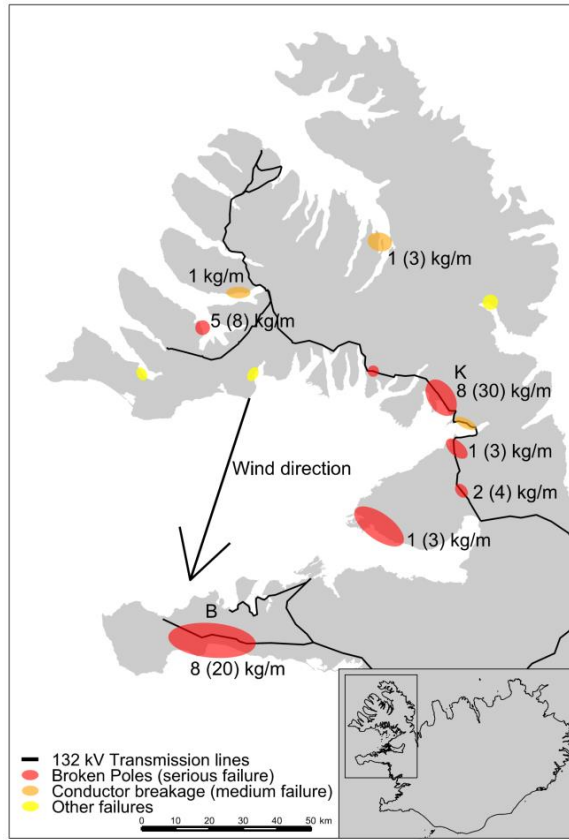 1 (3) kg/m
1 kg/m
5 (8) kg/m
K
8 (30) kg/m
1 (3) kg/m
Wind direction
2 (4) kg/m
1 (3) kg/m
B
8 (20) kg/m
132 kV Transmission lines
Broken Poles (serious failure)
Conductor breakage (medium failure)
Other failures
0 10 20 30 40 50 km